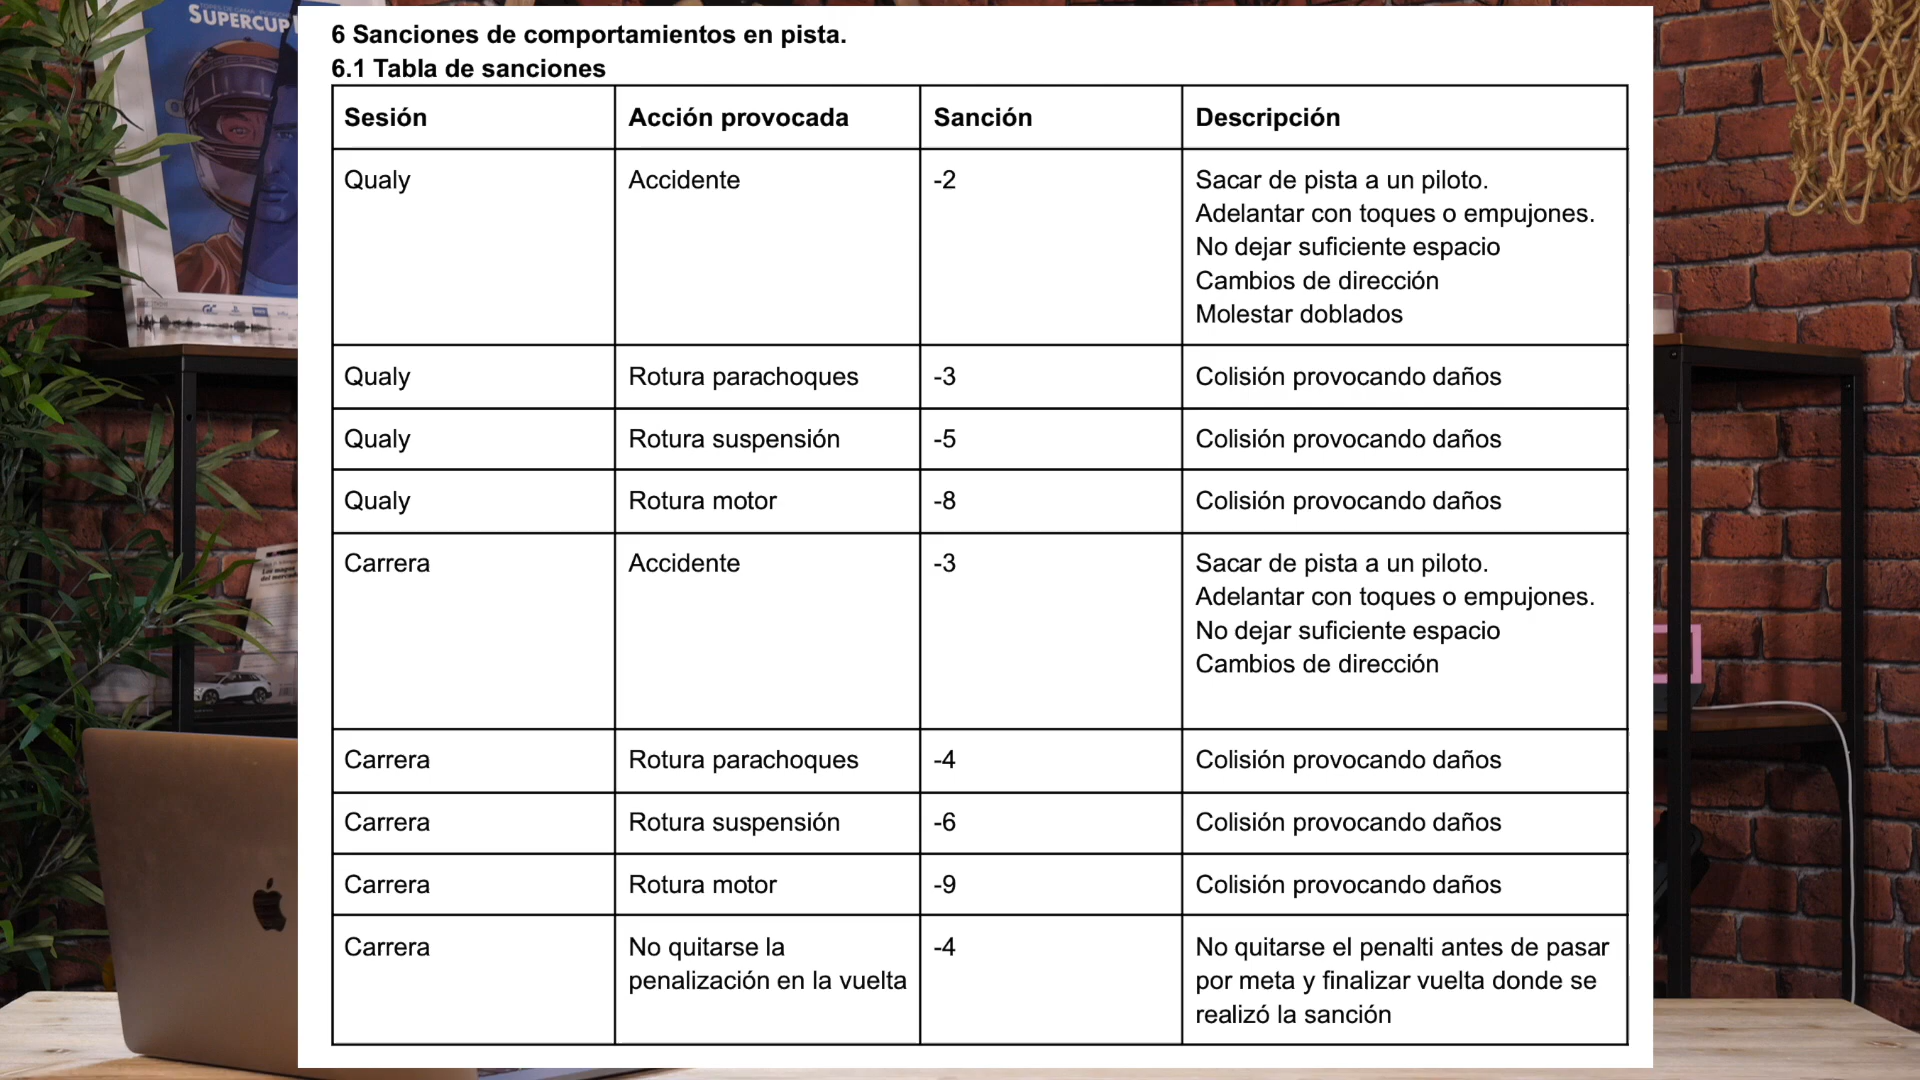 SUPERCUP
6 Sanciones de comportamientos en pista.
6.1 Tabla de sanciones
Sesión Acción provocada Sanción Descripción
Qualy Accidente -2 Sacar de pista a un piloto.
Adelantar con toques o empujones.
No dejar suficiente espacio
Cambios de dirección
Molestar doblados
Qualy Rotura parachoques -3 Colisión provocando daños
Qualy Rotura suspensión -5 Colisión provocando daños
Qualy Rotura motor -8 Colisión provocando daños
Carrera Accidente -3 Sacar de pista a un piloto.
Adelantar con toques o empujones.
No dejar suficiente espacio
Cambios de dirección
Carrera Rotura parachoques -4 Colisión provocando daños
Carrera Rotura suspensión -6 Colisión provocando daños
Carrera Rotura motor -9 Colisión provocando daños
Carrera No quitarse la -4 No quitarse el penalti antes de pasar
penalización en la vuelta por meta y finalizar vuelta donde se
realizó la sanción